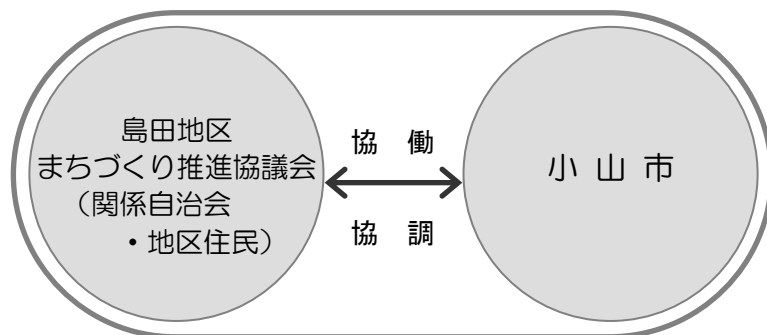 島田地区
まちづくり推進協議会
（関係自治会
・地区住民）
協　働
協　調
小 山 市